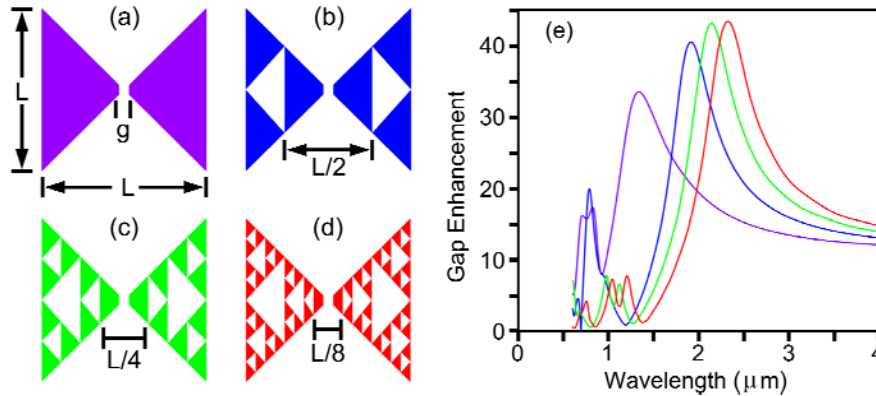 (a)
(b)
L
g
L
L/2
(c)
(d)
L/4
L/8
(e)
Gap Enhancement
40
30
20
10
0
0
1
2
3
4
Wavelength (μm)